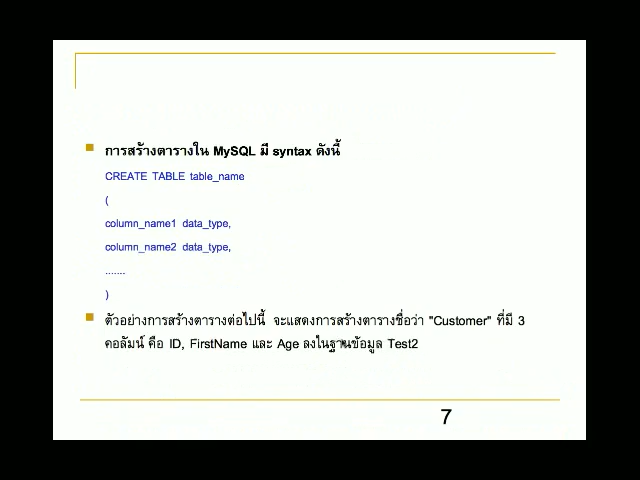 การสร้างตารางใน MySQL มี syntax ดังนี้
CREATE TABLE table_name
(
column_name1 data_type,
column_name2 data_type,
.......
)
ตัวอย่างการสร้างตารางต่อไปนี้ จะแสดงการสร้างตารางชื่อว่า "Customer" ที่มี 3
คอลัมน์ คือ ID, FirstName และ Age ลงในฐานข้อมูล Test2
7